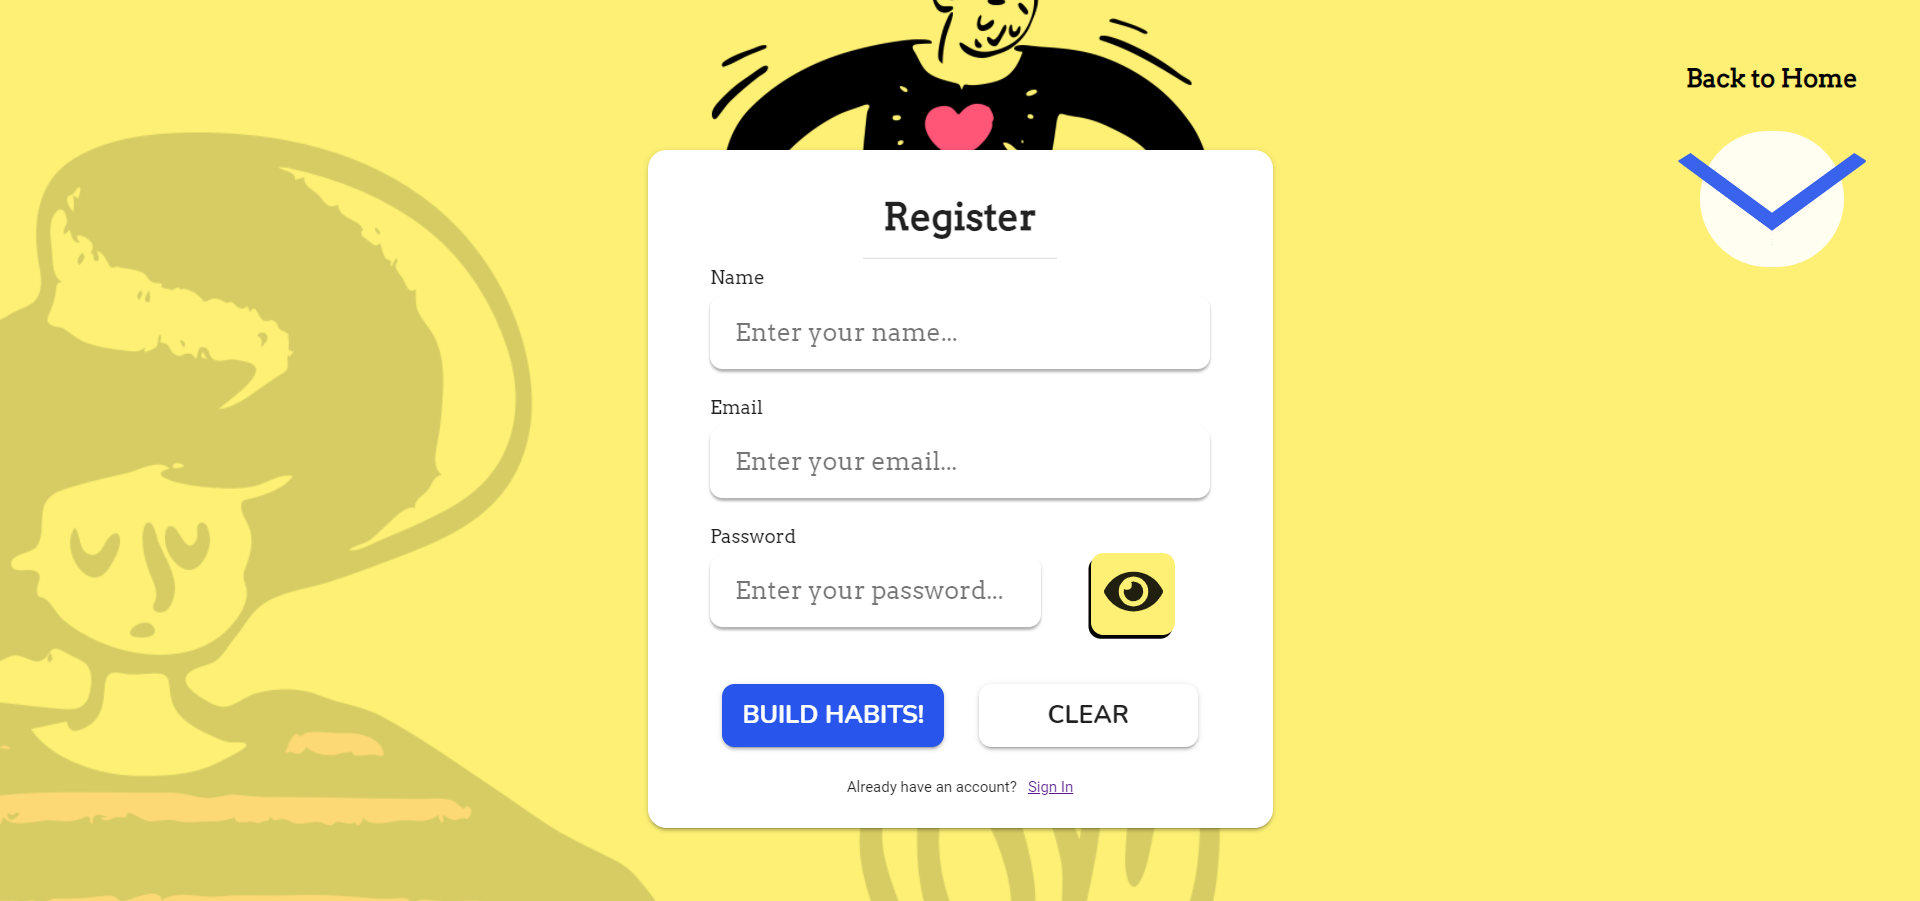 Back to Home
Register
Name
Enter your name...
Email
Enter your email...
Password
Enter your password...
BUILD HABITS!
CLEAR
Already have an account? Sign In